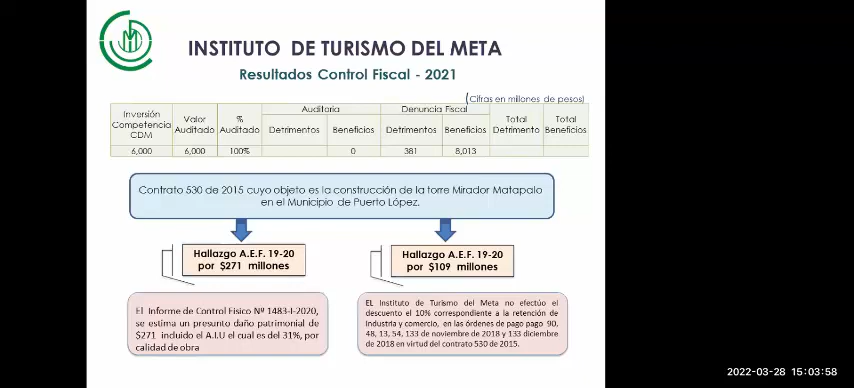 INSTITUTO DE TURISMO DEL META
Resultados Control Fiscal - 2021
(Cifras en millones de pesos)
Inversión Competencia CDM
Valor Auditado
% Auditado
Auditoria
Denuncia Fiscal
Total Detrimento
Total Beneficios
Detrimentos
Beneficios
Detrimentos
Beneficios
6,000 6,000 100% 0 381 8,013
Contrato 530 de 2015 cuyo objeto es la construcción de la torre Mirador Matapalo
en el Municipio de Puerto López.
Hallazgo A.E.F. 19-20
por $271 millones
Hallazgo A.E.F. 19-20
por $109 millones
El Informe de Control Fisico Nº 1483-I-2020,
se estima un presunto daño patrimonial de
$271 incluido el A.I.U el cual es del 31%, por
calidad de obra
EL Instituto de Turismo del Meta no efectúo el
descuento el 10% correspondiente a la retención de
industria y comercio, en las órdenes de pago pago 90,
48, 13, 54, 133 de noviembre de 2018 y 133 diciembre
de 2018 en virtud del contrato 530 de 2015.
2022-03-28 15:03:58